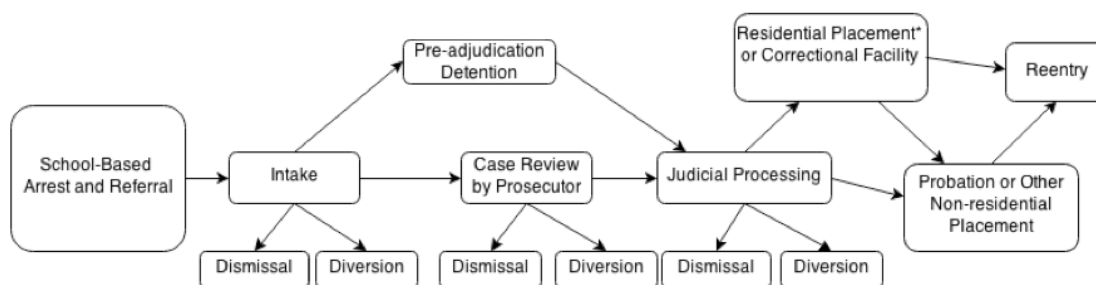 School-Based
Arrest and Referral
Intake
Pre-adjudication
Detention
Case Review
by Prosecutor
Judicial Processing
Residential Placement*
or Correctional Facility
Reentry
Probation or Other
Non-residential
Placement
Dismissal
Diversion
Dismissal
Diversion
Dismissal
Diversion